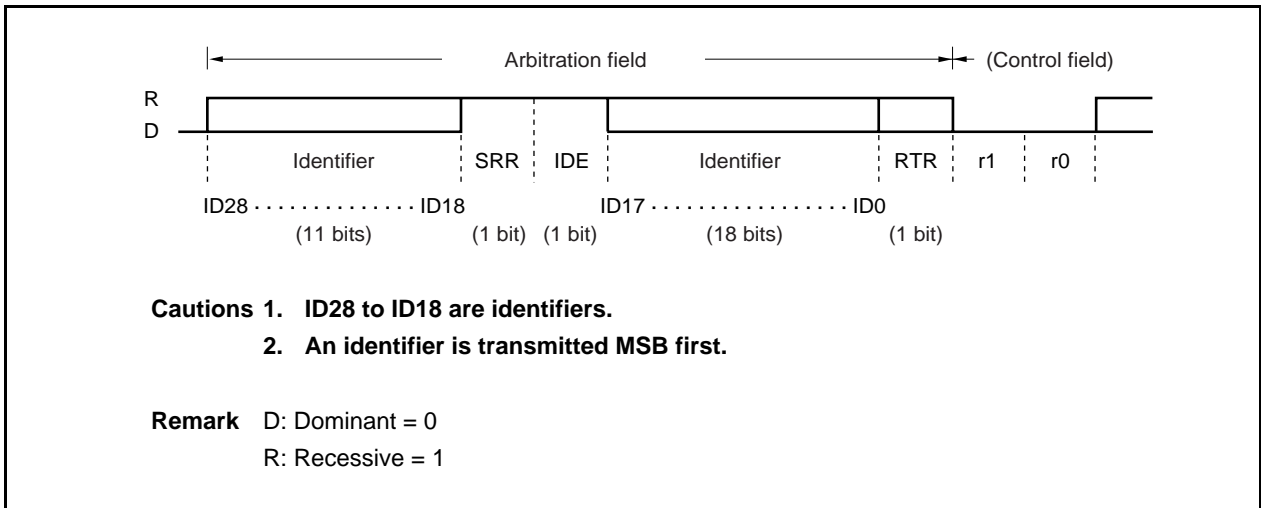 Arbitration field (Control field)
R
D
Identifier SRR IDE Identifier RTR r1 r0
ID28 · · · · · · · · · · · · · · ID18 ID17 · · · · · · · · · · · · · · · · · ID0
(11 bits) (1 bit) (1 bit) (18 bits) (1 bit)
Cautions 1. ID28 to ID18 are identifiers.
2. An identifier is transmitted MSB first.
Remark D: Dominant = 0
R: Recessive = 1